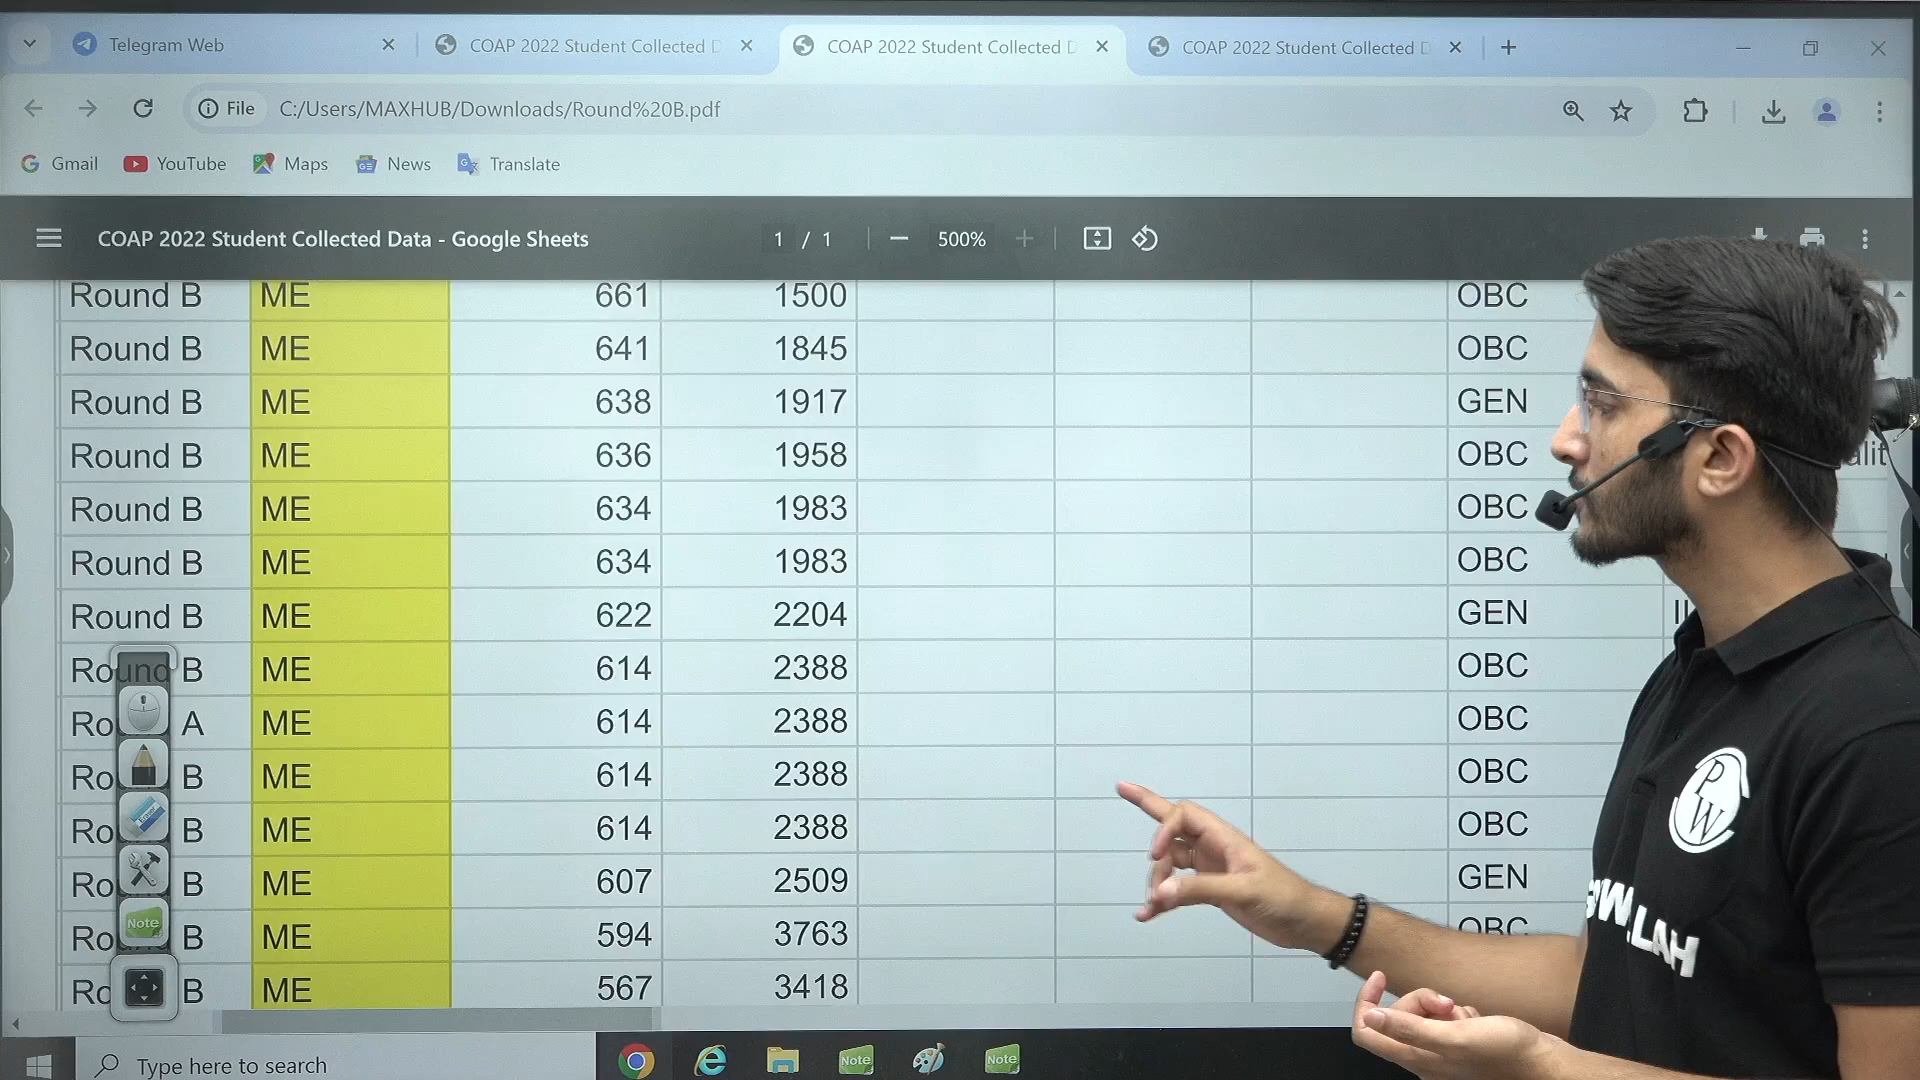 Telegram Web
COAP 2022 Student Collected
COAP 2022 Student Collected
COAP 2022 Student Collected
File C:/Users/MAXHUB/Downloads/Round%20B.pdf
Gmail YouTube Maps News Translate
COAP 2022 Student Collected Data - Google Sheets 1 / 1 500%
Round B ME 661 1500 OBC
Round B ME 641 1845 OBC
Round B ME 638 1917 GEN
Round B ME 636 1958 OBC
Round B ME 634 1983 OBC
Round B ME 634 1983 OBC
Round B ME 622 2204 GEN
Round B ME 614 2388 OBC
A ME 614 2388 OBC
B ME 614 2388 OBC
B ME 614 2388 OBC
B ME 607 2509 GEN
B ME 594 3763 OBC
B ME 567 3418
Note
Type here to search
Note
Note
PW